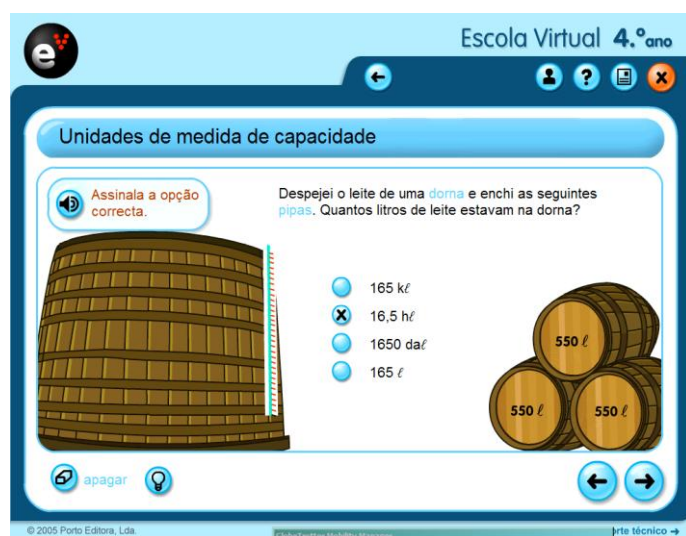 Escola Virtual 4.ºano
ev
?
x
Unidades de medida de capacidade
Assinala a opção
correcta.
Despejei o leite de uma dorna e enchi as seguintes
pipas. Quantos litros de leite estavam na dorna?
165 kℓ
X 16,5 hℓ
1650 daℓ
165 ℓ
550 ℓ
550 ℓ
550 ℓ
apagar
© 2005 Porto Editora, Lda.
rte técnico →